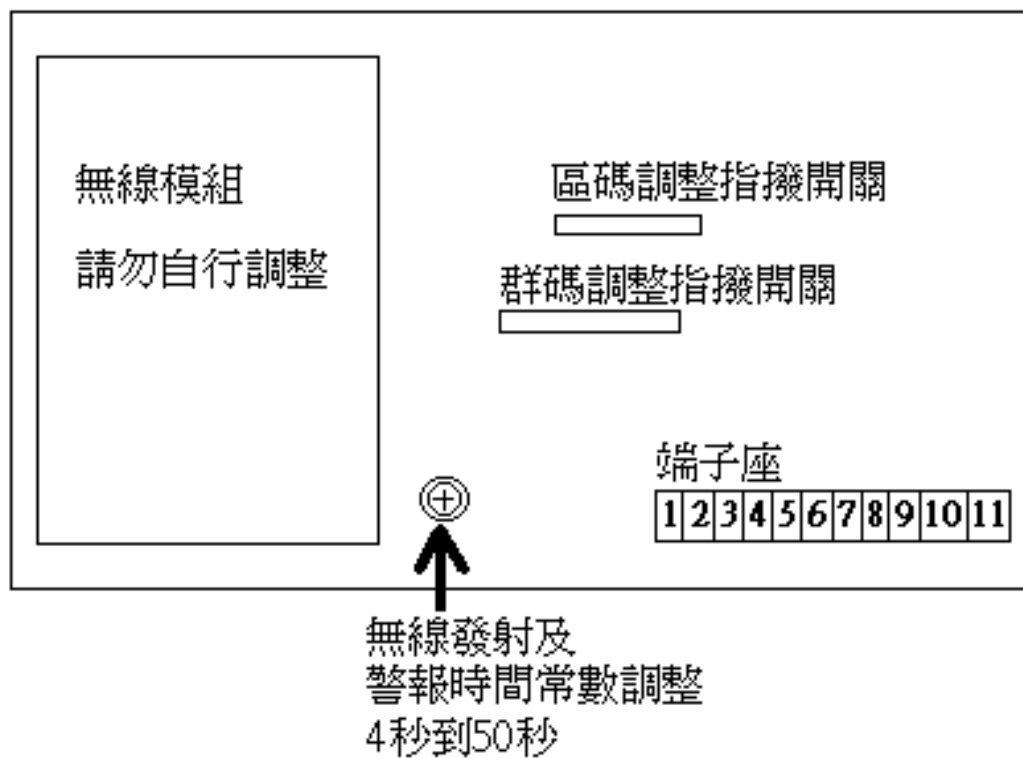 無線模組
請勿自行調整
區碼調整指撥開關
群碼調整指撥開關
端子座
1 2 3 4 5 6 7 8 9 10 11
無線發射及
警報時間常數調整
4秒到50秒